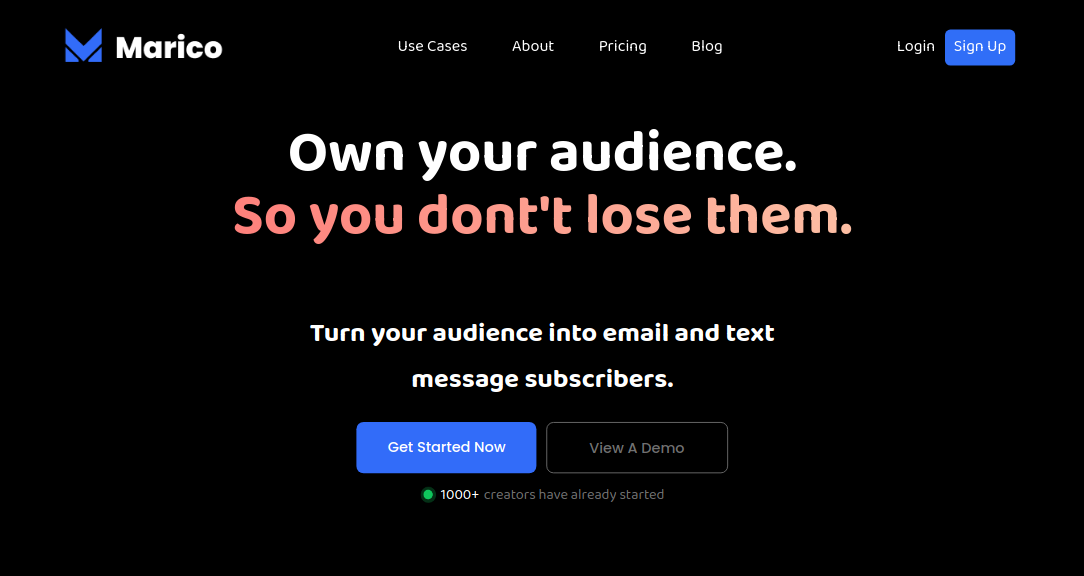 Marico
Use Cases About Pricing Blog
Login Sign Up
Own your audience.
So you dont't lose them.
Turn your audience into email and text
message subscribers.
Get Started Now
View A Demo
1000+ creators have already started